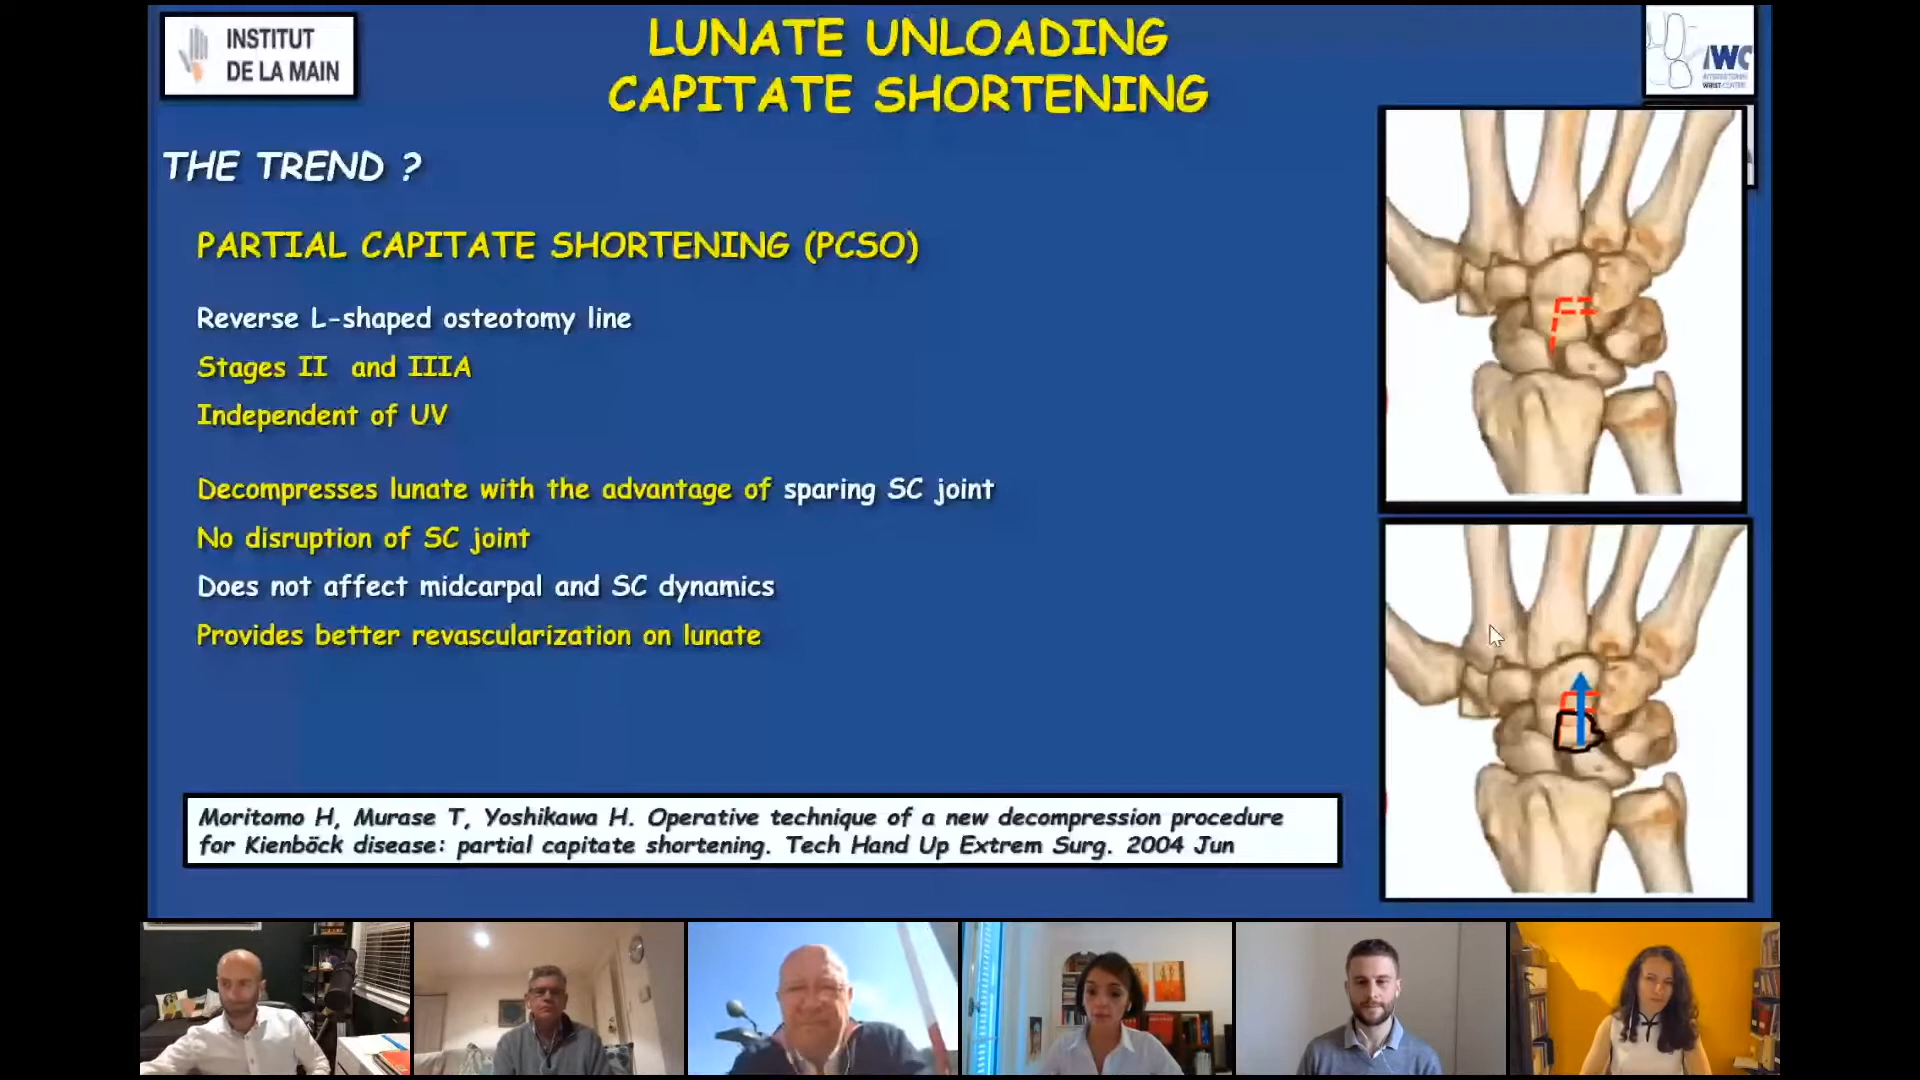 INSTITUT
DE LA MAIN
LUNATE UNLOADING
CAPITATE SHORTENING
IWC
WRIST CENTER
THE TREND ?
PARTIAL CAPITATE SHORTENING (PCSO)
Reverse L-shaped osteotomy line
Stages II and IIIA
Independent of UV
Decompresses lunate with the advantage of sparing SC joint
No disruption of SC joint
Does not affect midcarpal and SC dynamics
Provides better revascularization on lunate
Moritomo H, Murase T, Yoshikawa H. Operative technique of a new decompression procedure
for Kienböck disease: partial capitate shortening. Tech Hand Up Extrem Surg. 2004 Jun